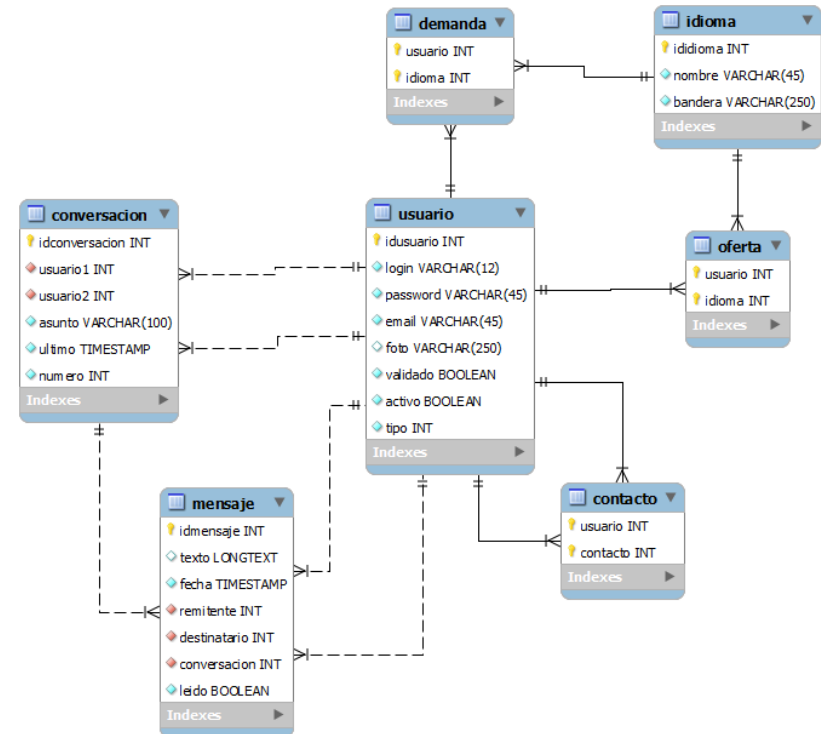 demanda
usuario INT
idioma INT
Indexes
idioma
ididioma INT
nombre VARCHAR(45)
bandera VARCHAR(250)
Indexes
conversacion
idconversacion INT
usuario1 INT
usuario2 INT
asunto VARCHAR(100)
ultimo TIMESTAMP
numero INT
Indexes
usuario
idusuario INT
login VARCHAR(12)
password VARCHAR(45)
email VARCHAR(45)
foto VARCHAR(250)
validado BOOLEAN
activo BOOLEAN
tipo INT
Indexes
oferta
usuario INT
idioma INT
Indexes
mensaje
idmensaje INT
texto LONGTEXT
fecha TIMESTAMP
remitente INT
destinatario INT
conversacion INT
leido BOOLEAN
Indexes
contacto
usuario INT
contacto INT
Indexes